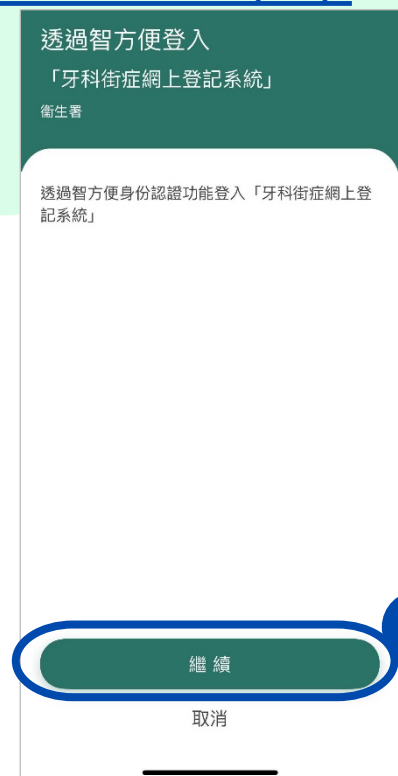 透過智方便登入
「牙科街症網上登記系統」
衞生署
透過智方便身份認證功能登入「牙科街症網上登
記系統」
繼續
取消